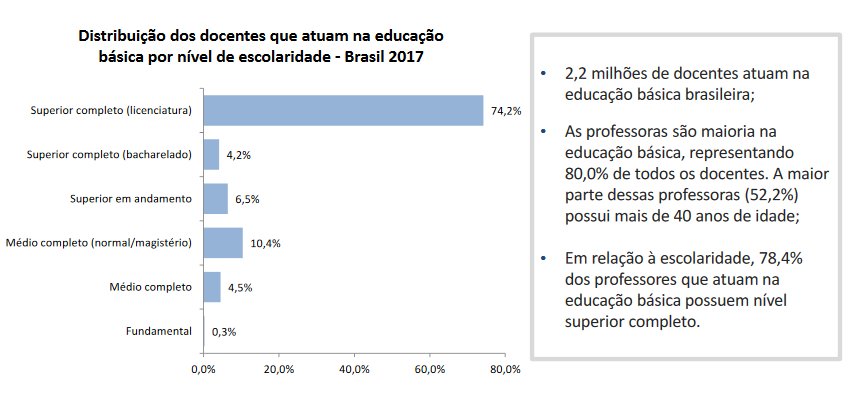 Distribuição dos docentes que atuam na educação
básica por nível de escolaridade - Brasil 2017
Superior completo (licenciatura) 74,2%
Superior completo (bacharelado) 4,2%
Superior em andamento 6,5%
Médio completo (normal/magistério) 10,4%
Médio completo 4,5%
Fundamental 0,3%
0,0% 20,0% 40,0% 60,0% 80,0%
• 2,2 milhões de docentes atuam na
educação básica brasileira;
• As professoras são maioria na
educação básica, representando
80,0% de todos os docentes. A maior
parte dessas professoras (52,2%)
possui mais de 40 anos de idade;
• Em relação à escolaridade, 78,4%
dos professores que atuam na
educação básica possuem nível
superior completo.